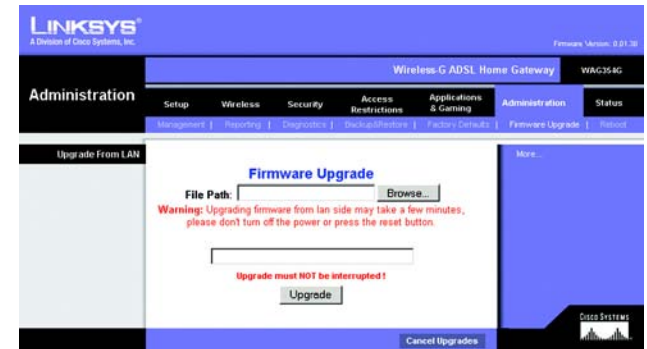 LINKSYS®
A Division of Cisco Systems, Inc.
Firmware Version: 0.01.30
Wireless-G ADSL Home Gateway WAG354G
Administration
Setup Wireless Security Access Restrictions Applications & Gaming Administration Status
Management | Reporting | Diagnostics | Backup&Restore | Factory Defaults | Firmware Upgrade | Reboot
Upgrade From LAN
More...
Firmware Upgrade
File Path: Browse...
Warning: Upgrading firmware from lan side may take a few minutes,
please don't turn off the power or press the reset button.
Upgrade must NOT be interrupted !
Upgrade
Cancel Upgrades
CISCO SYSTEMS